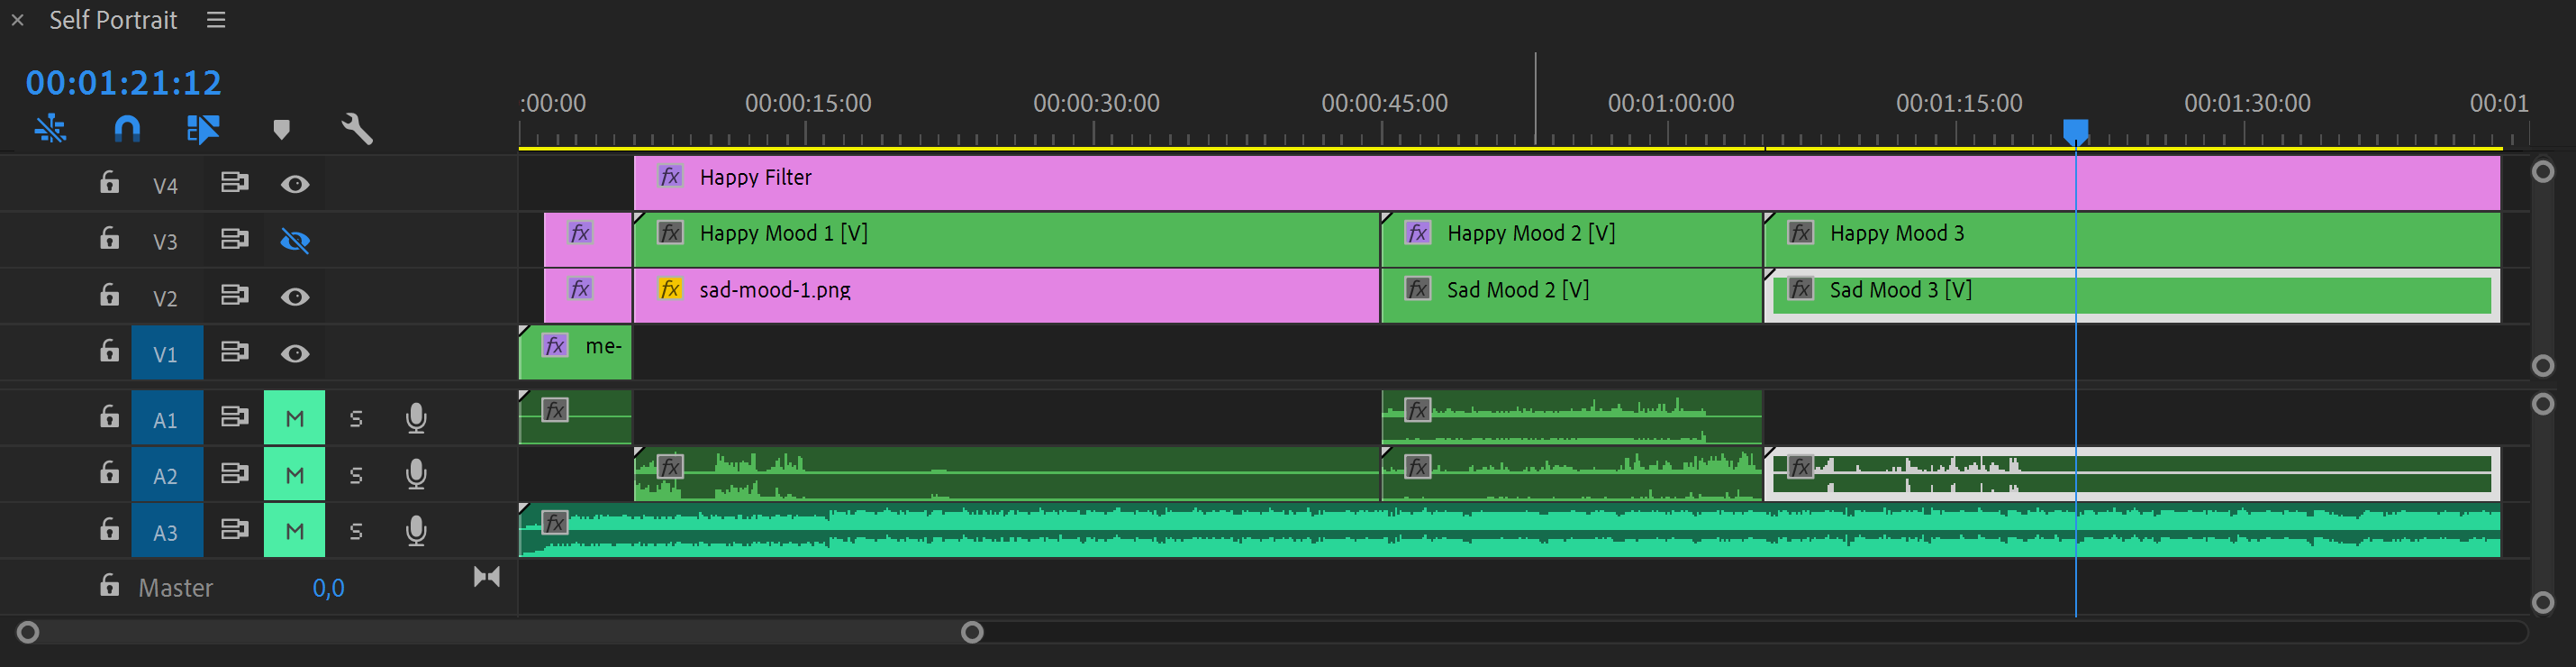 × Self Portrait
00:01:21:12
:00:00 00:00:15:00 00:00:30:00 00:00:45:00 00:01:00:00 00:01:15:00 00:01:30:00 00:01
V4 fx Happy Filter
V3 fx fx Happy Mood 1 [V] fx Happy Mood 2 [V] fx Happy Mood 3
V2 fx fx sad-mood-1.png fx Sad Mood 2 [V] fx Sad Mood 3 [V]
V1 fx me-
A1 M S fx fx
A2 M S fx fx fx
A3 M S fx
Master 0,0